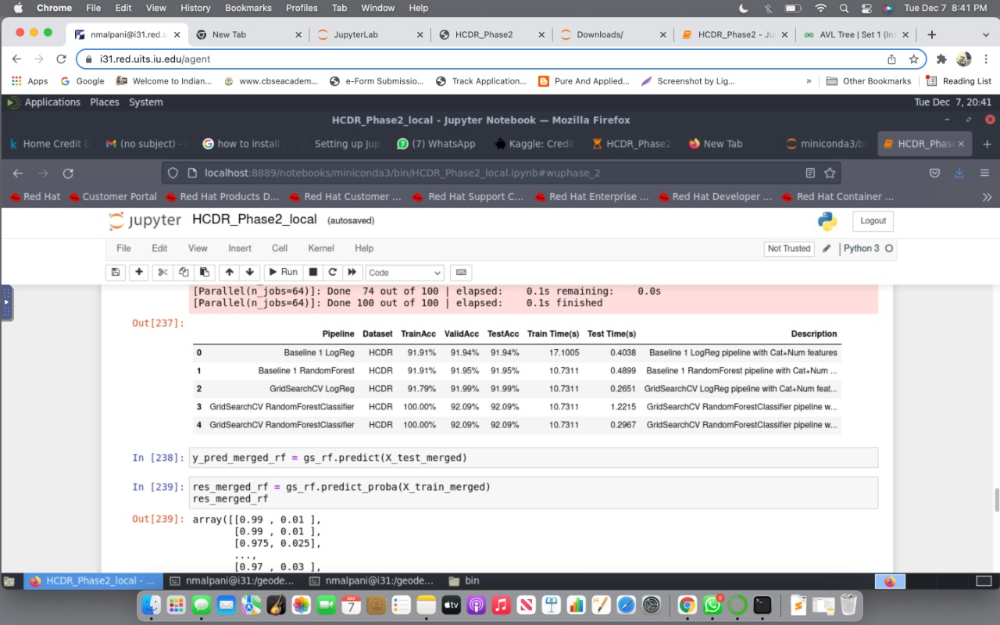 Chrome File Edit View History Bookmarks Profiles Tab Window Help Tue Dec 7 8:41 PM
nmalpani@i31.red.u New Tab JupyterLab HCDR_Phase2 Downloads/ HCDR_Phase2 - Ju AVL Tree | Set 1 (In
i31.red.uits.iu.edu/agent
Apps Google Welcome to Indian... www.cbseacadem... e-Form Submissio... Track Application... Pure And Applied... Screenshot by Lig... » Other Bookmarks Reading List
Applications Places System Tue Dec 7, 20:41
HCDR_Phase2_local - Jupyter Notebook — Mozilla Firefox
Home Credit D (no subject) - how to install Setting up Jup (7) WhatsApp Kaggle: Credit HCDR_Phase2 New Tab miniconda3/bi HCDR_Phase
localhost:8889/notebooks/miniconda3/bin/HCDR_Phase2_local.ipynb#wuphase_2
Red Hat Customer Portal Red Hat Products D... Red Hat Customer ... Red Hat Support C... Red Hat Enterprise ... Red Hat Developer ... Red Hat Container ...
jupyter HCDR_Phase2_local (autosaved) Logout
File Edit View Insert Cell Kernel Help Not Trusted Python 3
Run Code
[Parallel(n_jobs=64)]: Done 74 out of 100 | elapsed: 0.1s remaining: 0.0s
[Parallel(n_jobs=64)]: Done 100 out of 100 | elapsed: 0.1s finished
Out[237]:
Pipeline Dataset TrainAcc ValidAcc TestAcc Train Time(s) Test Time(s) Description
0 Baseline 1 LogReg HCDR 91.91% 91.94% 91.94% 17.1005 0.4038 Baseline 1 LogReg pipeline with Cat+Num features
1 Baseline 1 RandomForest HCDR 91.91% 91.95% 91.95% 10.7311 0.4899 Baseline 1 RandomForest pipeline with Cat+Num ...
2 GridSearchCV LogReg HCDR 91.79% 91.99% 91.99% 10.7311 0.2651 GridSearchCV LogReg pipeline with Cat+Num feat...
3 GridSearchCV RandomForestClassifier HCDR 100.00% 92.09% 92.09% 10.7311 1.2215 GridSearchCV RandomForestClassifier pipeline w...
4 GridSearchCV RandomForestClassifier HCDR 100.00% 92.09% 92.09% 10.7311 0.2967 GridSearchCV RandomForestClassifier pipeline w...
In [238]: y_pred_merged_rf = gs_rf.predict(X_test_merged)
In [239]: res_merged_rf = gs_rf.predict_proba(X_train_merged)
res_merged_rf
Out[239]: array([[0.99 , 0.01 ],
[0.99 , 0.01 ],
[0.975, 0.025],
...,
[0.97 , 0.03 ],
HCDR_Phase2_local - ... nmalpani@i31:/geode... nmalpani@i31:/geode... bin
DEC
7
tv